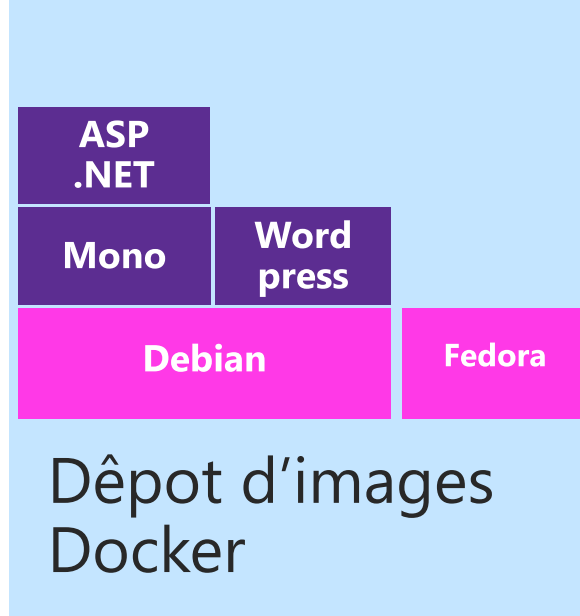 ASP
.NET
Mono
Word
press
Debian
Fedora
Dêpot d’images
Docker